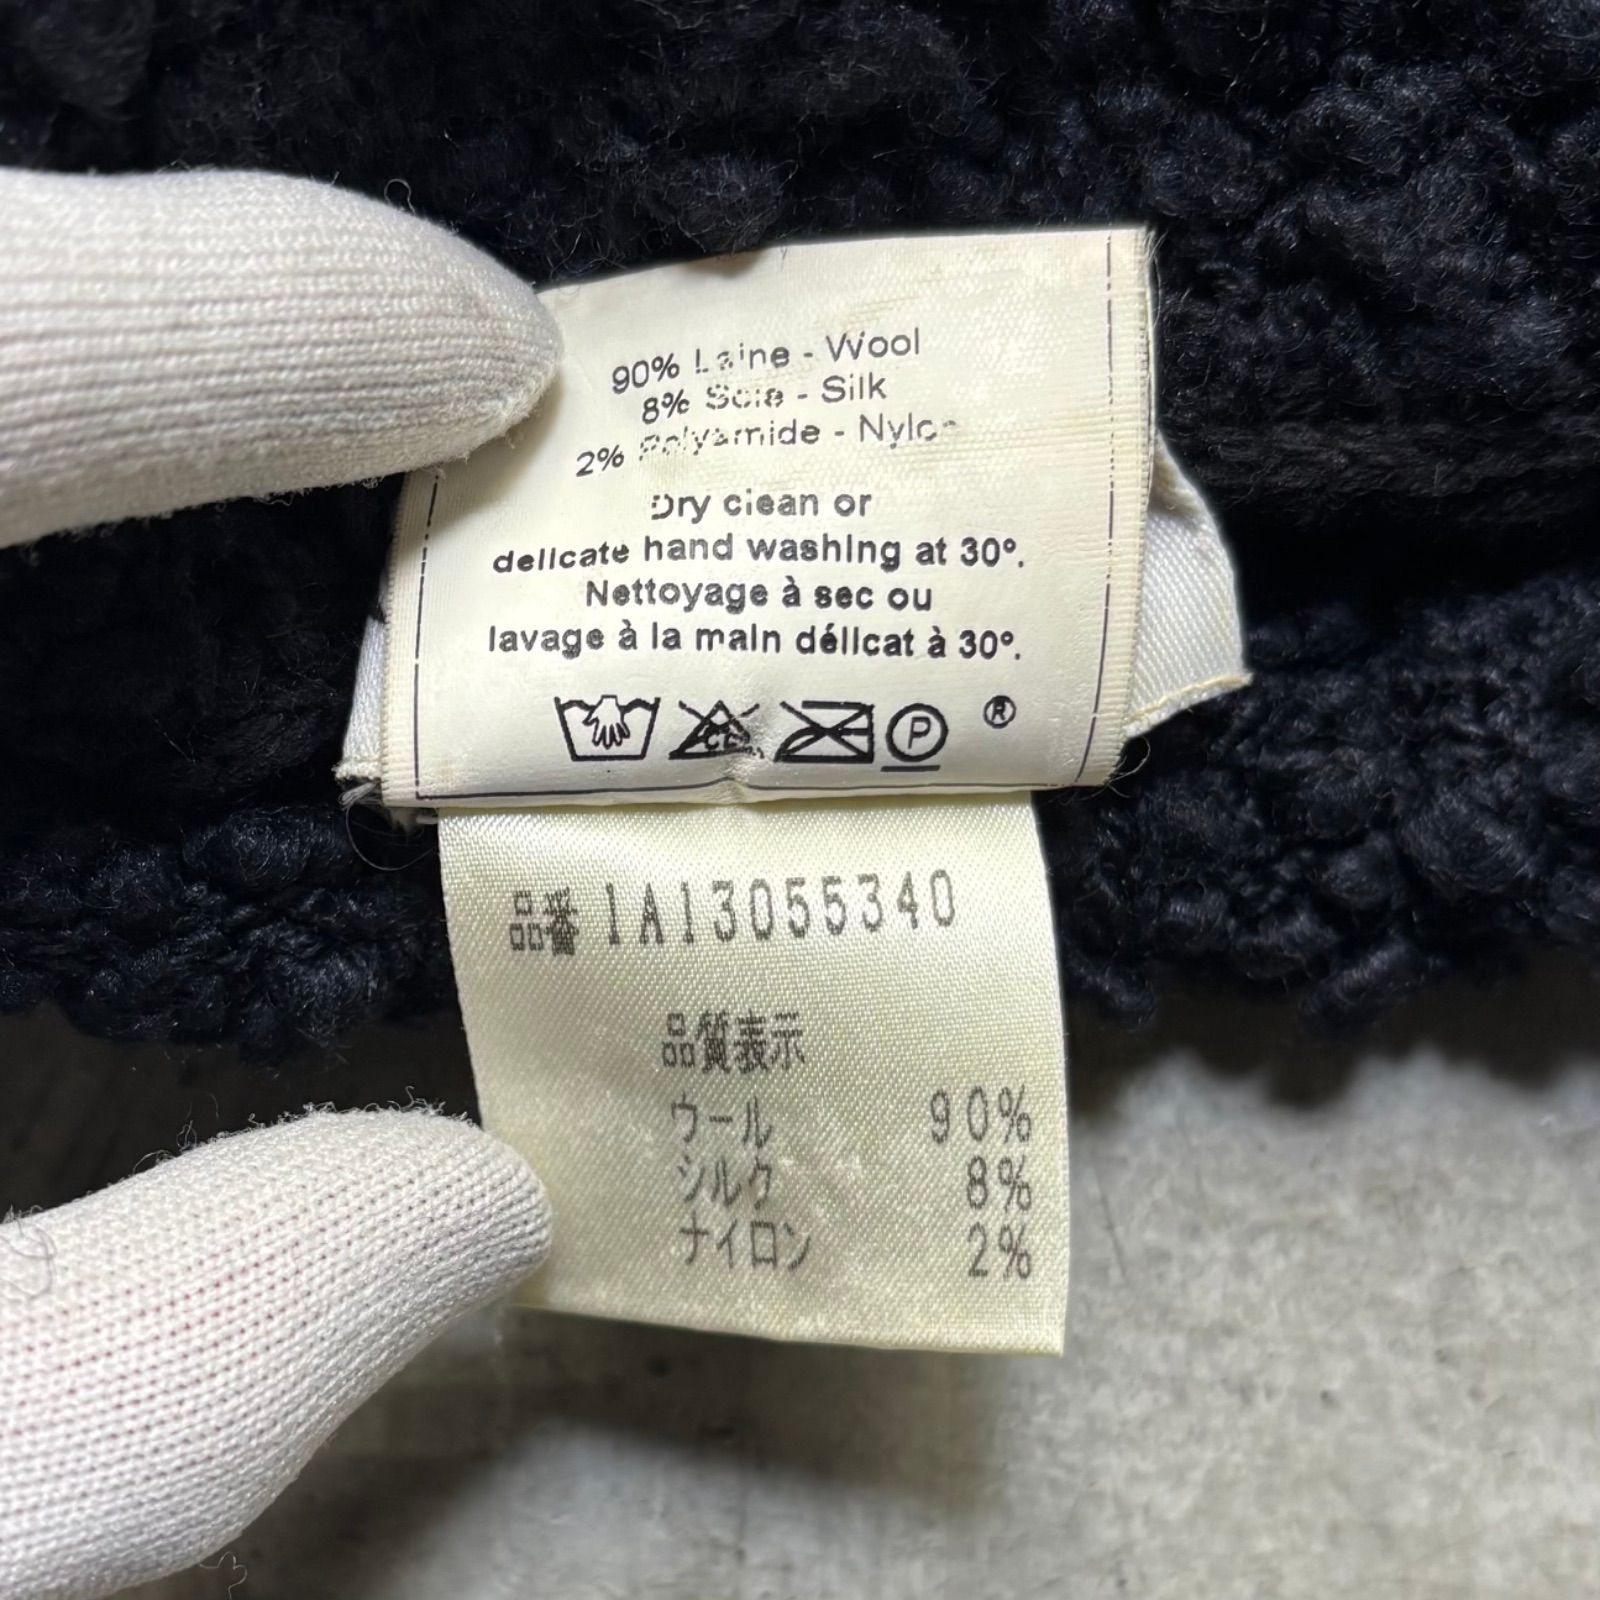 90% Laine - Wool
8% Soie - Silk
2% Polyamide - Nylon
Dry clean or
delicate hand washing at 30°.
Nettoyage à sec ou
lavage à la main délicat à 30°.
CL P ®
品番 1A13055340
品質表示
ウール 90%
シルク 8%
ナイロン 2%